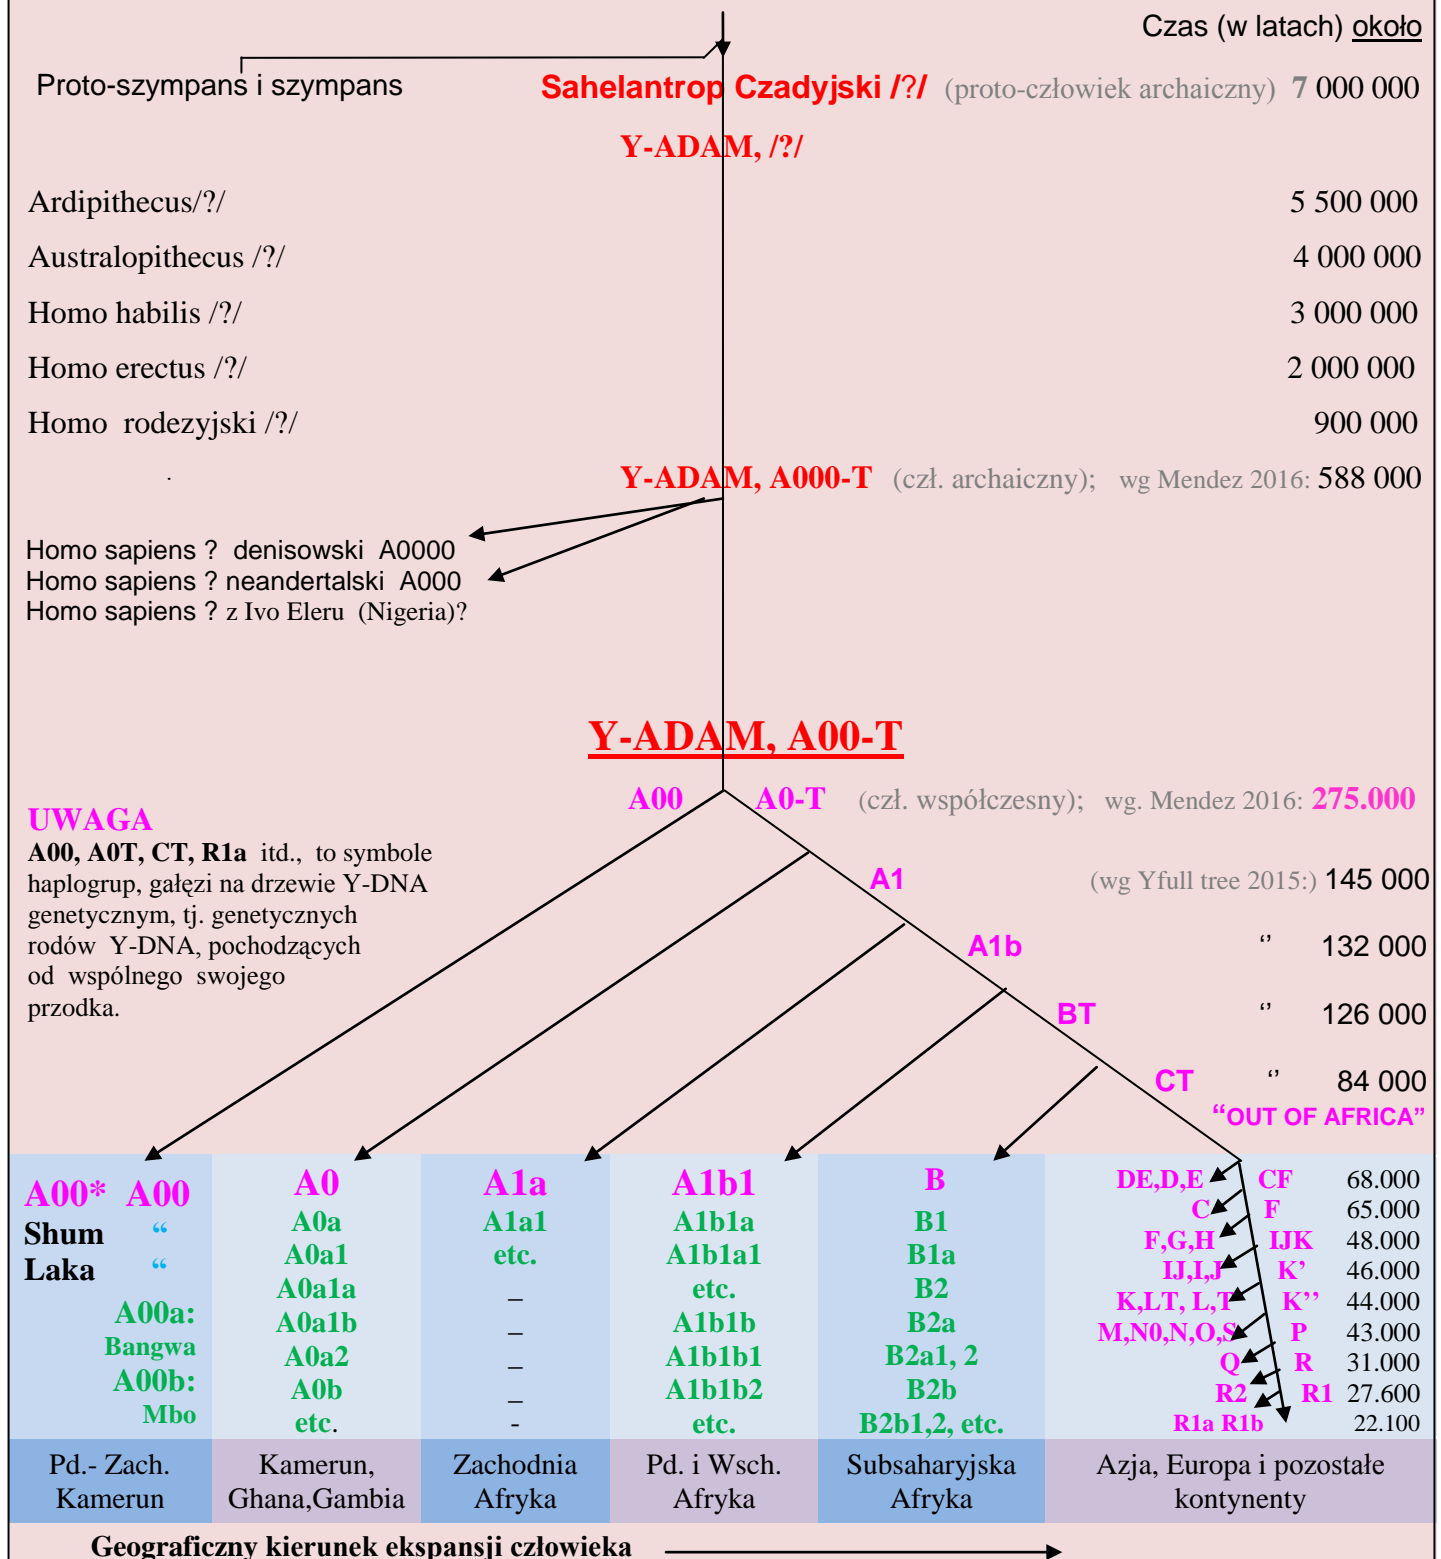 Czas (w latach) około
Proto-szympans i szympans Sahelantrop Czadyjski /?/ (proto-człowiek archaiczny) 7 000 000
Y-ADAM, /?/
Ardipithecus/?/ 5 500 000
Australopithecus /?/ 4 000 000
Homo habilis /?/ 3 000 000
Homo erectus /?/ 2 000 000
Homo rodezyjski /?/ 900 000
. Y-ADAM, A000-T (czł. archaiczny); wg Mendez 2016: 588 000
Homo sapiens ? denisowski A0000
Homo sapiens ? neandertalski A000
Homo sapiens ? z Ivo Eleru (Nigeria)?
Y-ADAM, A00-T
A00 A0-T (czł. współczesny); wg. Mendez 2016: 275.000
UWAGA
A00, A0T, CT, R1a itd., to symbole
haplogrup, gałęzi na drzewie Y-DNA
genetycznym, tj. genetycznych
rodów Y-DNA, pochodzących
od wspólnego swojego
przodka.
A1 (wg Yfull tree 2015:) 145 000
A1b ‘’ 132 000
BT ‘’ 126 000
CT ‘’ 84 000
“OUT OF AFRICA”
A00* A00
Shum “
Laka “
A00a:
Bangwa
A00b:
Mbo
A0
A0a
A0a1
A0a1a
A0a1b
A0a2
A0b
etc.
A1a
A1a1
etc.
_
_
_
_
-
A1b1
A1b1a
A1b1a1
etc.
A1b1b
A1b1b1
A1b1b2
etc.
B
B1
B1a
B2
B2a
B2a1, 2
B2b
B2b1,2, etc.
DE,D,E CF 68.000
C F 65.000
F,G,H IJK 48.000
IJ,I,J K’ 46.000
K,LT, L,T K’’ 44.000
M,N0,N,O,S P 43.000
Q R 31.000
R2 R1 27.600
R1a R1b 22.100
Pd.- Zach.
Kamerun
Kamerun,
Ghana,Gambia
Zachodnia
Afryka
Pd. i Wsch.
Afryka
Subsaharyjska
Afryka
Azja, Europa i pozostałe
kontynenty
Geograficzny kierunek ekspansji człowieka